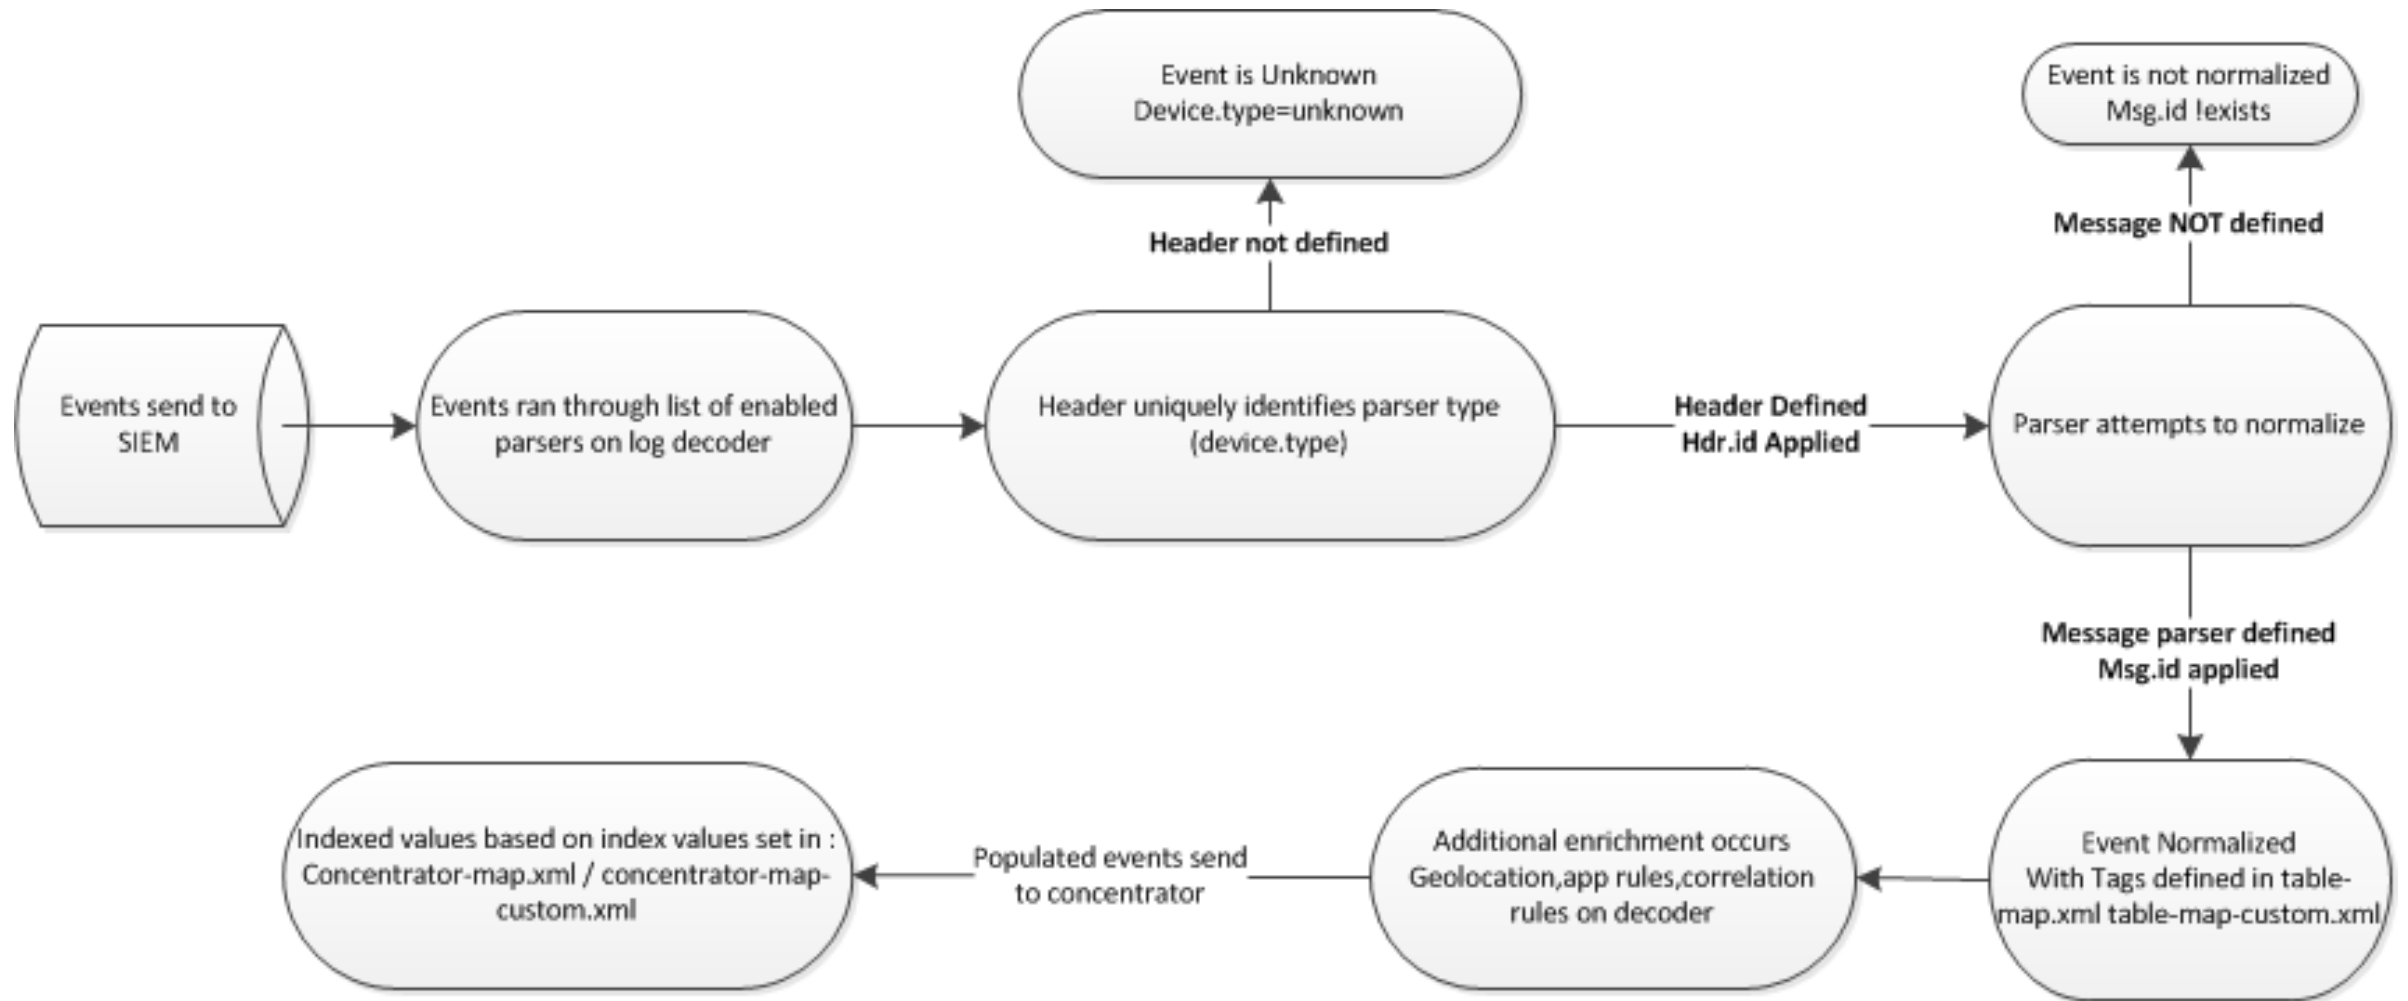 Events send to
SIEM
Events ran through list of enabled
parsers on log decoder
Header uniquely identifies parser type
(device.type)
Header not defined
Event is Unknown
Device.type=unknown
Header Defined
Hdr.id Applied
Parser attempts to normalize
Message NOT defined
Event is not normalized
Msg.id !exists
Message parser defined
Msg.id applied
Event Normalized
With Tags defined in table-
map.xml table-map-custom.xml
Additional enrichment occurs
Geolocation,app rules,correlation
rules on decoder
Populated events send
to concentrator
Indexed values based on index values set in :
Concentrator-map.xml / concentrator-map-
custom.xml